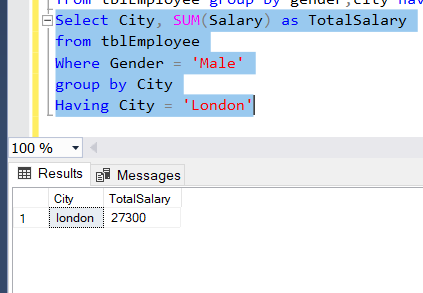 from tblEmployee group by gender,city hav
Select City, SUM(Salary) as TotalSalary
from tblEmployee
Where Gender = 'Male'
group by City
Having City = 'London'
100 %
Results Messages
City TotalSalary
1 london 27300